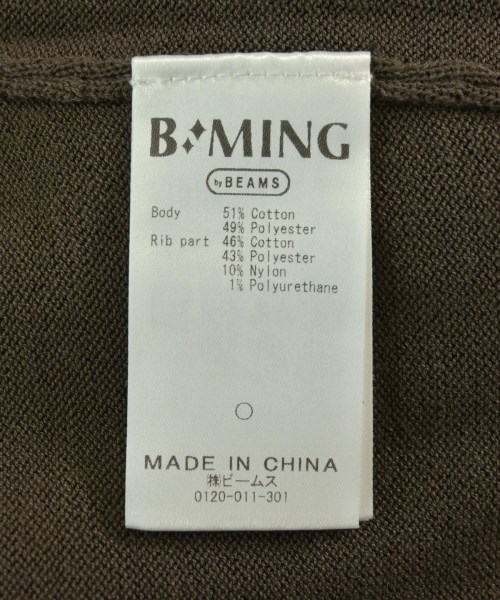 B MING
by BEAMS
Body 51% Cotton
49% Polyester
Rib part 46% Cotton
43% Polyester
10% Nylon
1% Polyurethane
MADE IN CHINA
㈱ビームス
0120-011-301